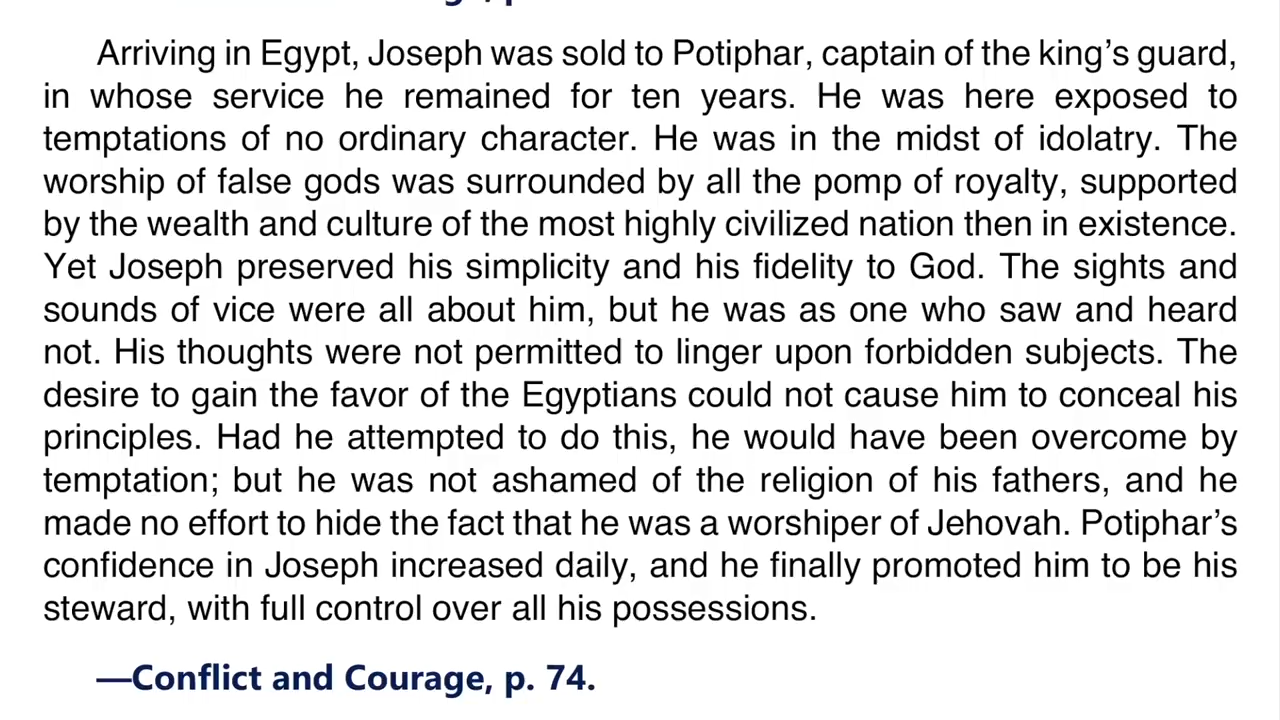 Arriving in Egypt, Joseph was sold to Potiphar, captain of the king’s guard,
in whose service he remained for ten years. He was here exposed to
temptations of no ordinary character. He was in the midst of idolatry. The
worship of false gods was surrounded by all the pomp of royalty, supported
by the wealth and culture of the most highly civilized nation then in existence.
Yet Joseph preserved his simplicity and his fidelity to God. The sights and
sounds of vice were all about him, but he was as one who saw and heard
not. His thoughts were not permitted to linger upon forbidden subjects. The
desire to gain the favor of the Egyptians could not cause him to conceal his
principles. Had he attempted to do this, he would have been overcome by
temptation; but he was not ashamed of the religion of his fathers, and he
made no effort to hide the fact that he was a worshiper of Jehovah. Potiphar’s
confidence in Joseph increased daily, and he finally promoted him to be his
steward, with full control over all his possessions.
—Conflict and Courage, p. 74.